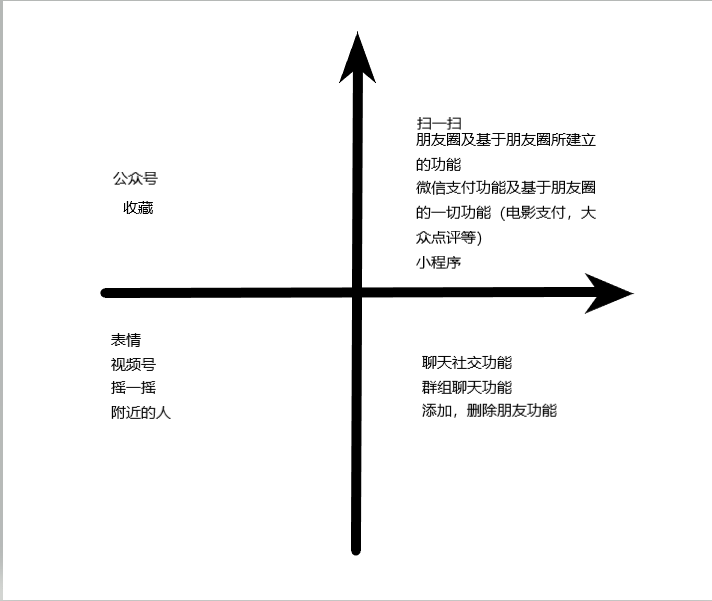 公众号
收藏
扫一扫
朋友圈及基于朋友圈所建立
的功能
微信支付功能及基于朋友圈
的一切功能（电影支付，大
众点评等）
小程序
表情
视频号
摇一摇
附近的人
聊天社交功能
群组聊天功能
添加，删除朋友功能